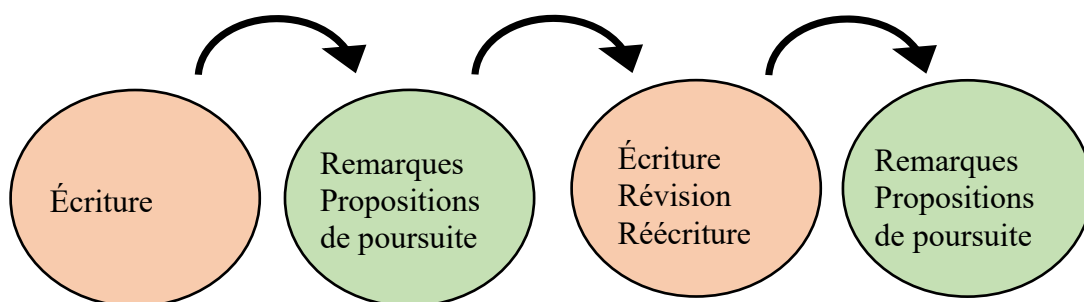 Écriture
Remarques
Propositions
de poursuite
Écriture
Révision
Réécriture
Remarques
Propositions
de poursuite